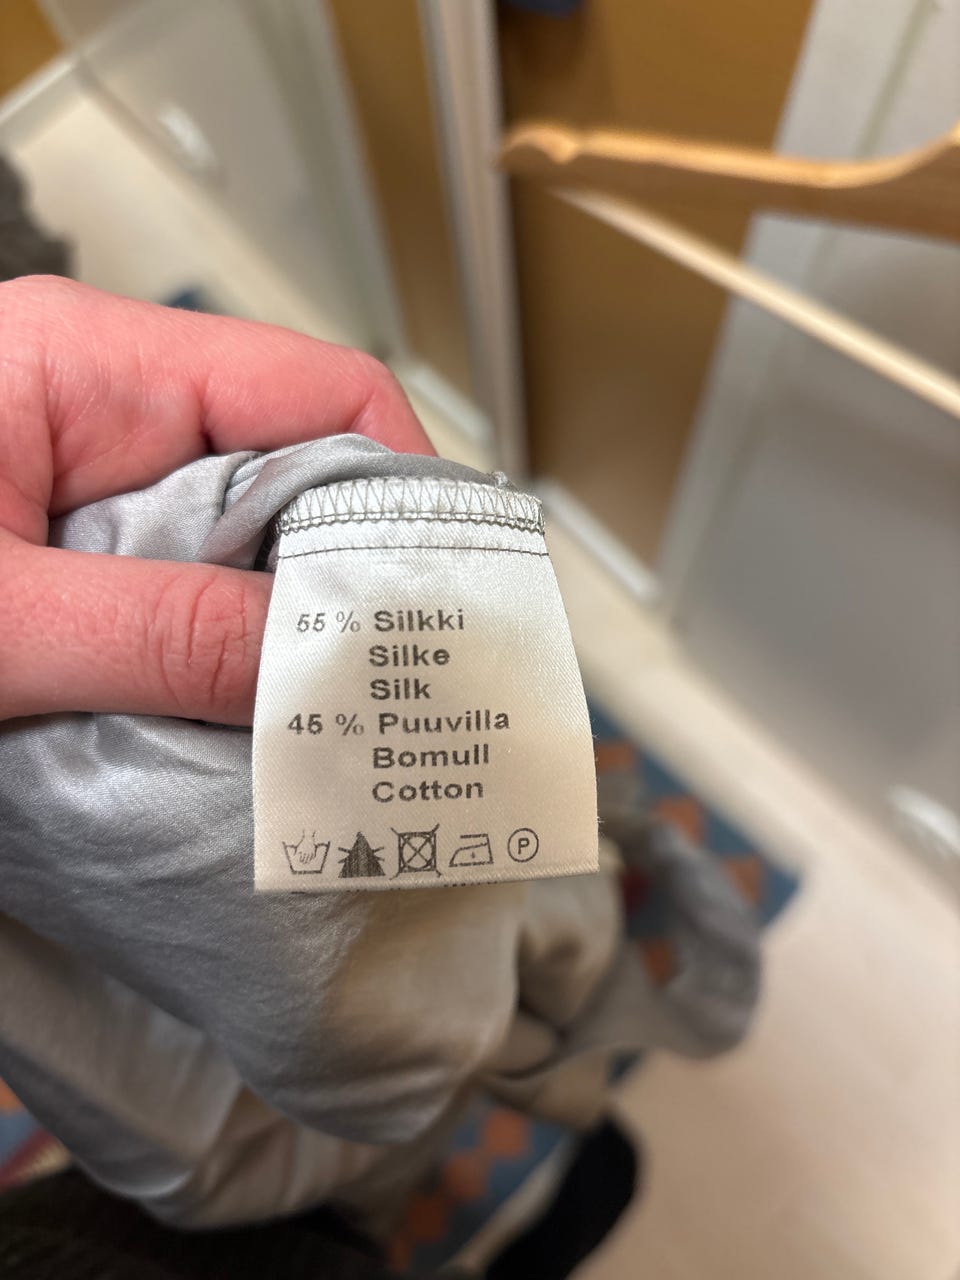 55 % Silkki
Silke
Silk
45 % Puuvilla
Bomull
Cotton
P